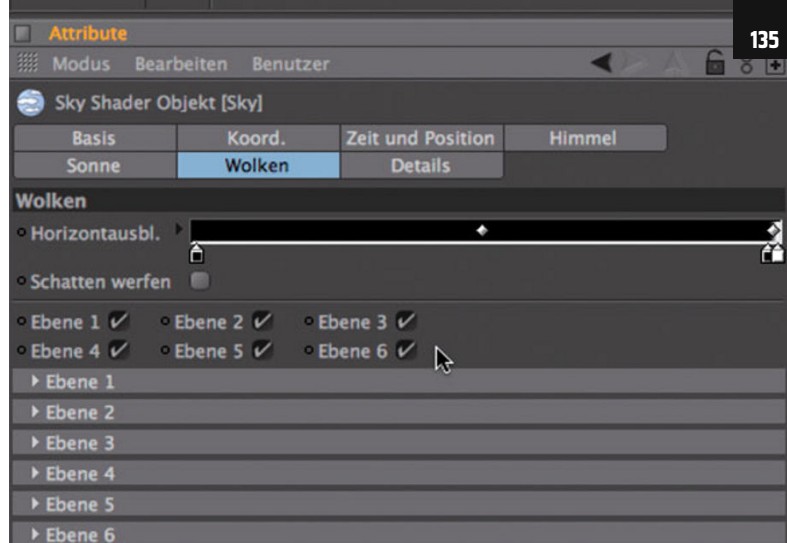 135
Attribute
Modus Bearbeiten Benutzer
Sky Shader Objekt [Sky]
Basis Koord. Zeit und Position Himmel
Sonne Wolken Details
Wolken
Horizontausbl.
Schatten werfen
Ebene 1 Ebene 2 Ebene 3
Ebene 4 Ebene 5 Ebene 6
Ebene 1
Ebene 2
Ebene 3
Ebene 4
Ebene 5
Ebene 6